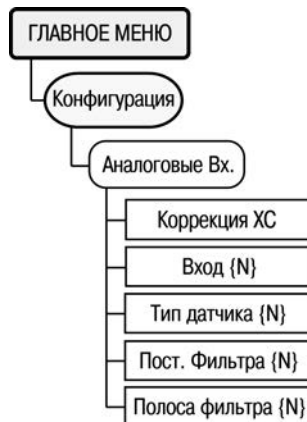 ГЛАВНОЕ МЕНЮ
Конфигурация
Аналоговые Вх.
Коррекция ХС
Вход {N}
Тип датчика {N}
Пост. Фильтра {N}
Полоса фильтра {N}